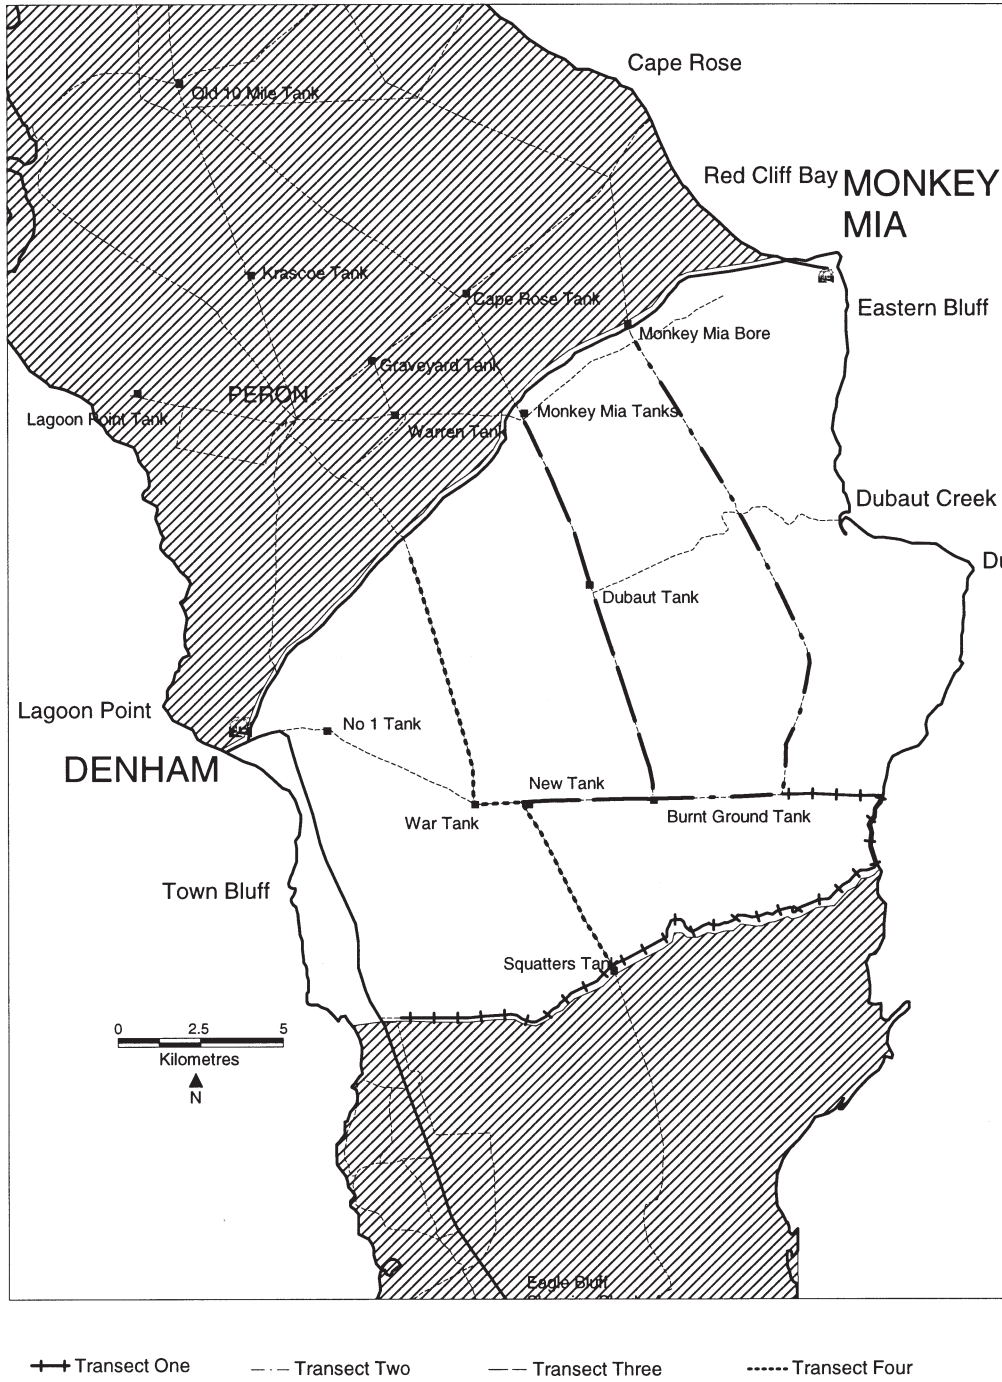 Cape Rose
Old 10 Mile Tank
Red Cliff Bay
MONKEY
MIA
Krascoe Tank
Cape Rose Tank
Eastern Bluff
Monkey Mia Bore
Graveyard Tank
PERON
Lagoon Point Tank
Monkey Mia Tanks
Warren Tank
Dubaut Creek
Du
Dubaut Tank
Lagoon Point
No 1 Tank
DENHAM
New Tank
War Tank
Burnt Ground Tank
Town Bluff
Squatters Tank
0 2.5 5
Kilometres
N
Eagle Bluff
Transect One
Transect Two
Transect Three
Transect Four